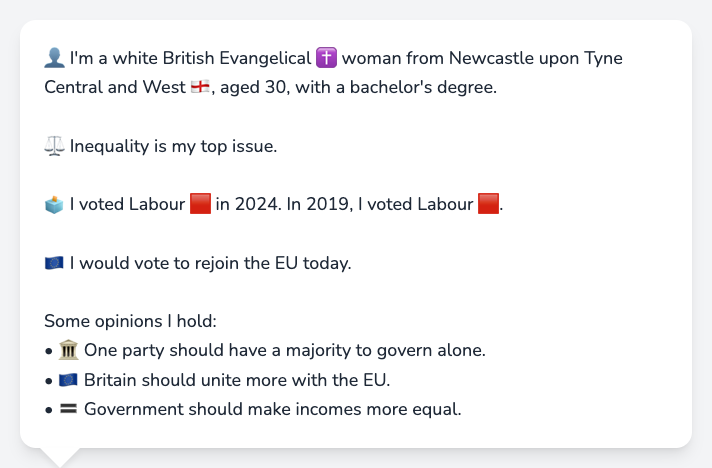 👤 I'm a white British Evangelical ✝️ woman from Newcastle upon Tyne
Central and West 🏴󠁧󠁢󠁥󠁮󠁧󠁿, aged 30, with a bachelor's degree.
⚖️ Inequality is my top issue.
🗳️ I voted Labour 🟥 in 2024. In 2019, I voted Labour 🟥.
🇪🇺 I would vote to rejoin the EU today.
Some opinions I hold:
• 🏛️ One party should have a majority to govern alone.
• 🇪🇺 Britain should unite more with the EU.
• 🟰 Government should make incomes more equal.